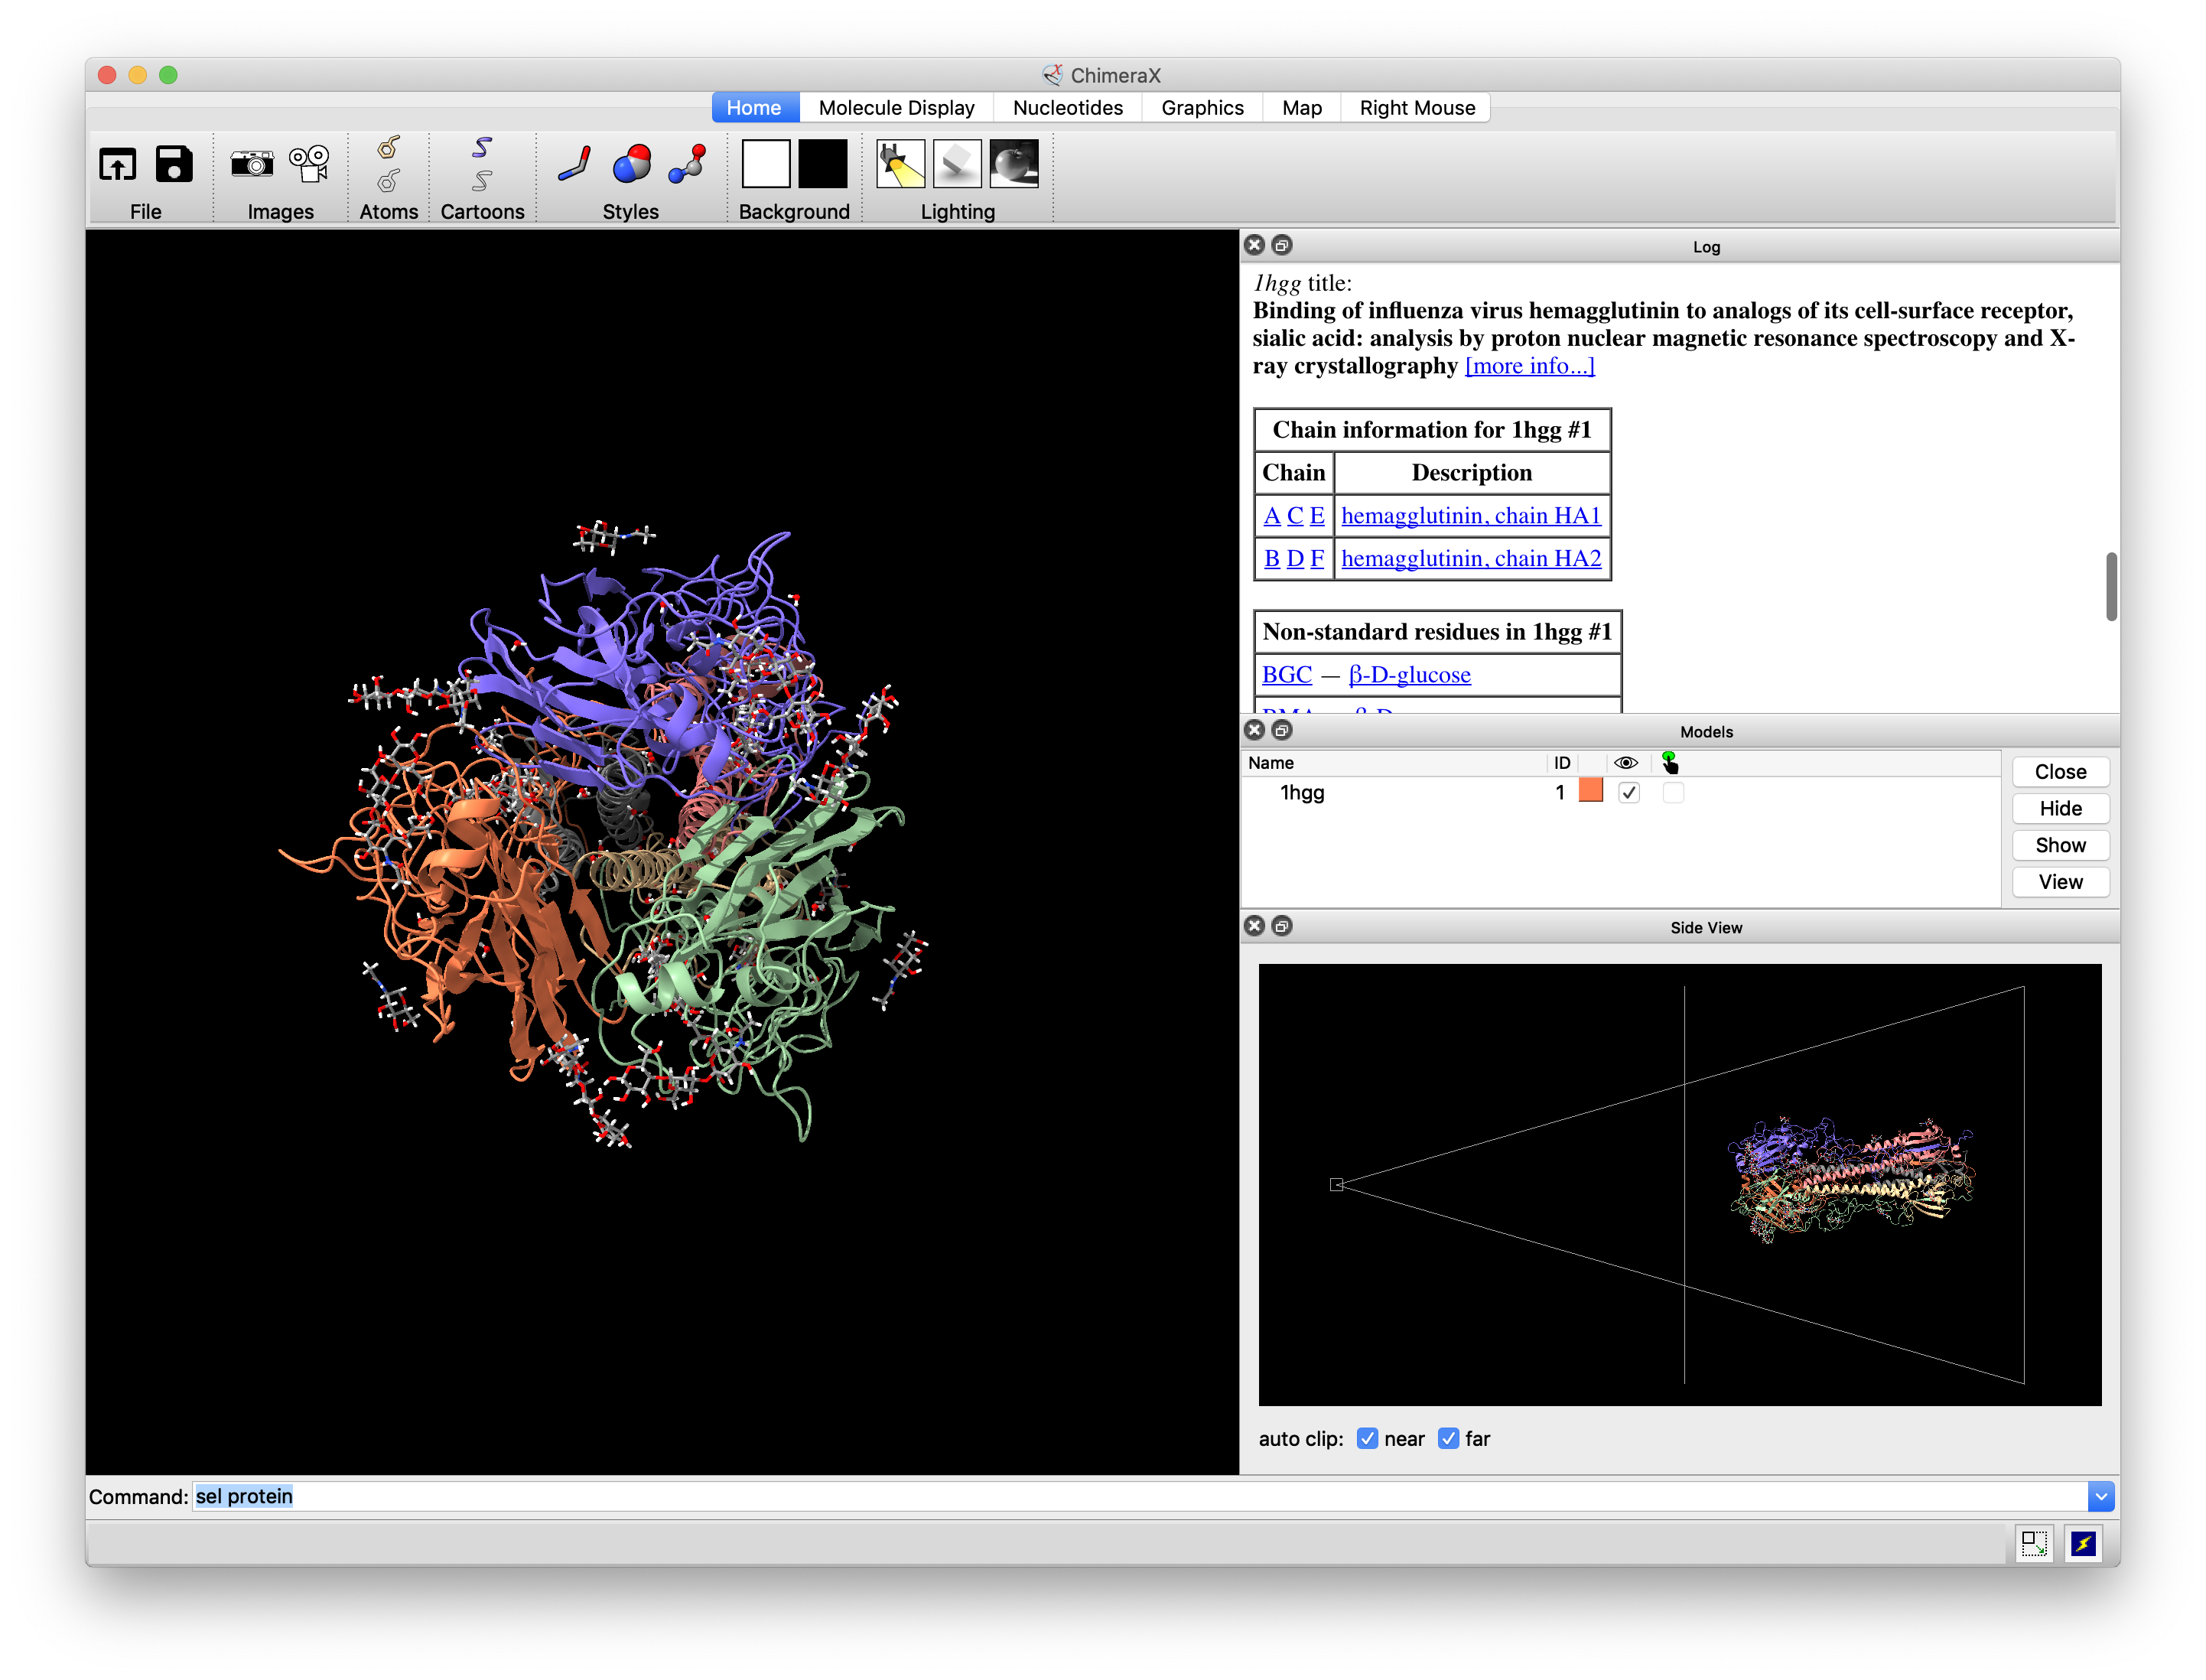 ChimeraX
Home Molecule Display Nucleotides Graphics Map Right Mouse
File Images Atoms Cartoons Styles Background Lighting
Log
1hgg title:
Binding of influenza virus hemagglutinin to analogs of its cell-surface receptor,
sialic acid: analysis by proton nuclear magnetic resonance spectroscopy and X-
ray crystallography [more info...]
Chain information for 1hgg #1
Chain Description
A C E hemagglutinin, chain HA1
B D F hemagglutinin, chain HA2
Non-standard residues in 1hgg #1
BGC — β-D-glucose
Models
Name ID
1hgg 1
Close
Hide
Show
View
Side View
auto clip: near far
Command: sel protein